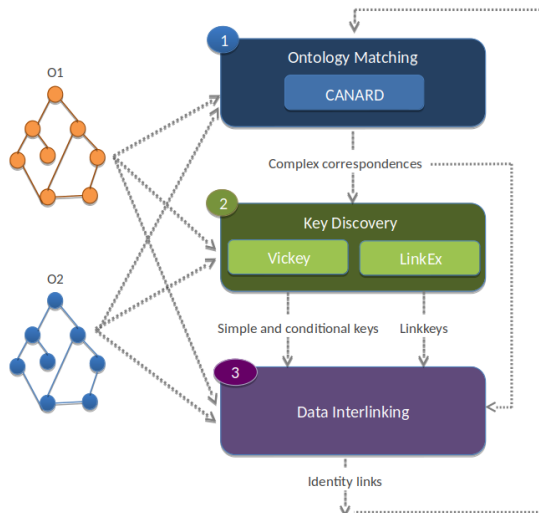 1
Ontology Matching
CANARD
O1
Complex correspondences
2
Key Discovery
Vickey
LinkEx
O2
Simple and conditional keys
Linkkeys
3
Data Interlinking
Identity links